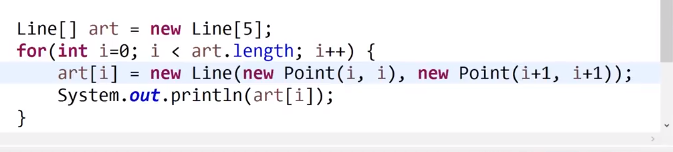 Line[] art = new Line[5];
for(int i=0; i < art.length; i++) {
    art[i] = new Line(new Point(i, i), new Point(i+1, i+1));
    System.out.println(art[i]);
}